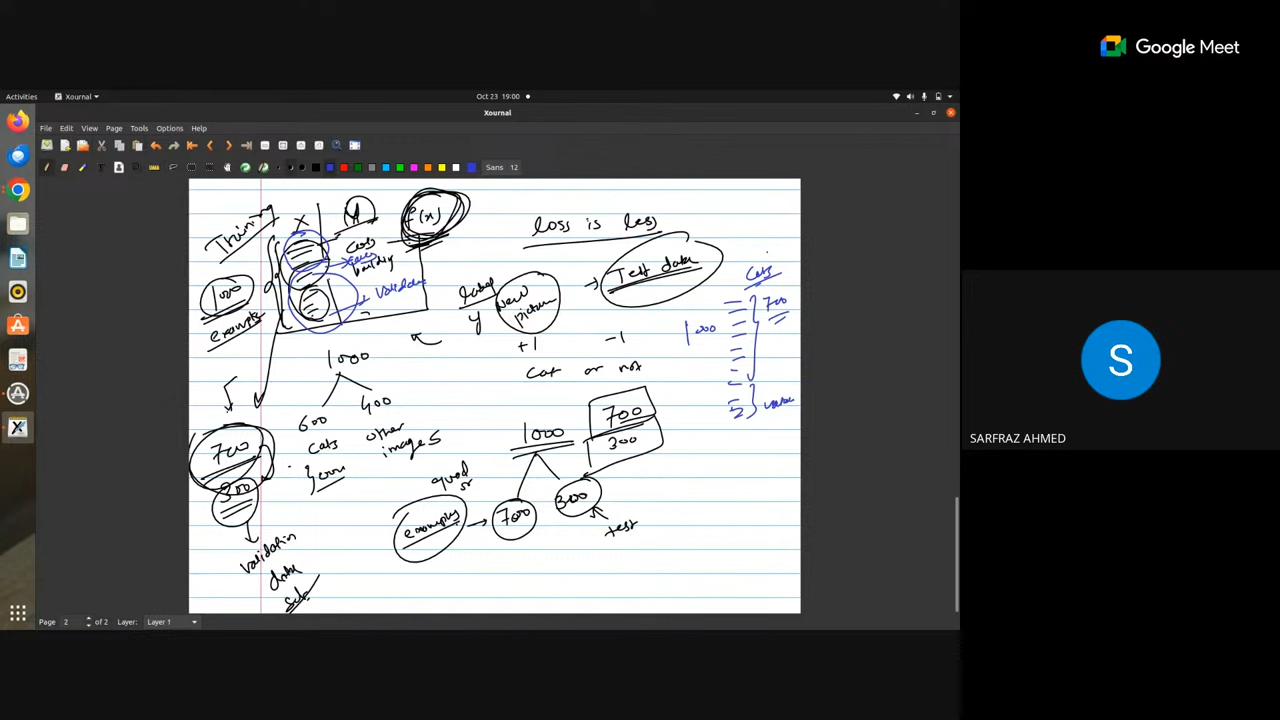 Google Meet
Activities
Xournal
Oct 23 19:00
Xournal
File Edit View Page Tools Options Help
Sans 12
Training
X
Y
f(x)
cats
building
1000
examples
loss is less
label
y
New
picture
Test data
+1 -1
cat or not
Cats
700
1000
1000
600
400
cats
other
images
700
300
validation
data
1000
700
300
examples
700
300
test
SARFRAZ AHMED
S
Page 2 of 2 Layer: Layer 1